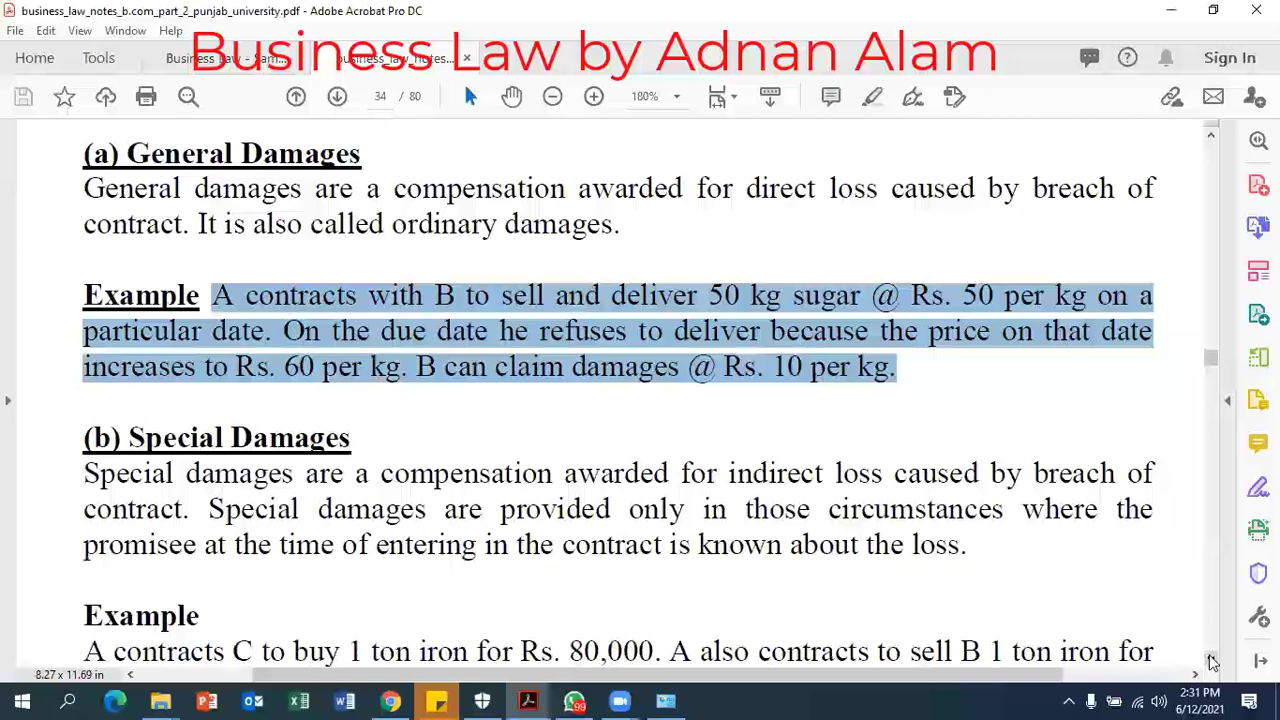 business_law_notes_b.com_part_2_punjab_university.pdf - Adobe Acrobat Pro DC
File Edit View Window Help
Business Law by Adnan Alam
Home Tools Business Law - Sam... business_law_notes... Sign In
34 / 80 180%
(a) General Damages
General damages are a compensation awarded for direct loss caused by breach of
contract. It is also called ordinary damages.
Example A contracts with B to sell and deliver 50 kg sugar @ Rs. 50 per kg on a
particular date. On the due date he refuses to deliver because the price on that date
increases to Rs. 60 per kg. B can claim damages @ Rs. 10 per kg.
(b) Special Damages
Special damages are a compensation awarded for indirect loss caused by breach of
contract. Special damages are provided only in those circumstances where the
promisee at the time of entering in the contract is known about the loss.
Example
A contracts C to buy 1 ton iron for Rs. 80,000. A also contracts to sell B 1 ton iron for
8.27 x 11.69 in
99
2:31 PM
6/12/2021